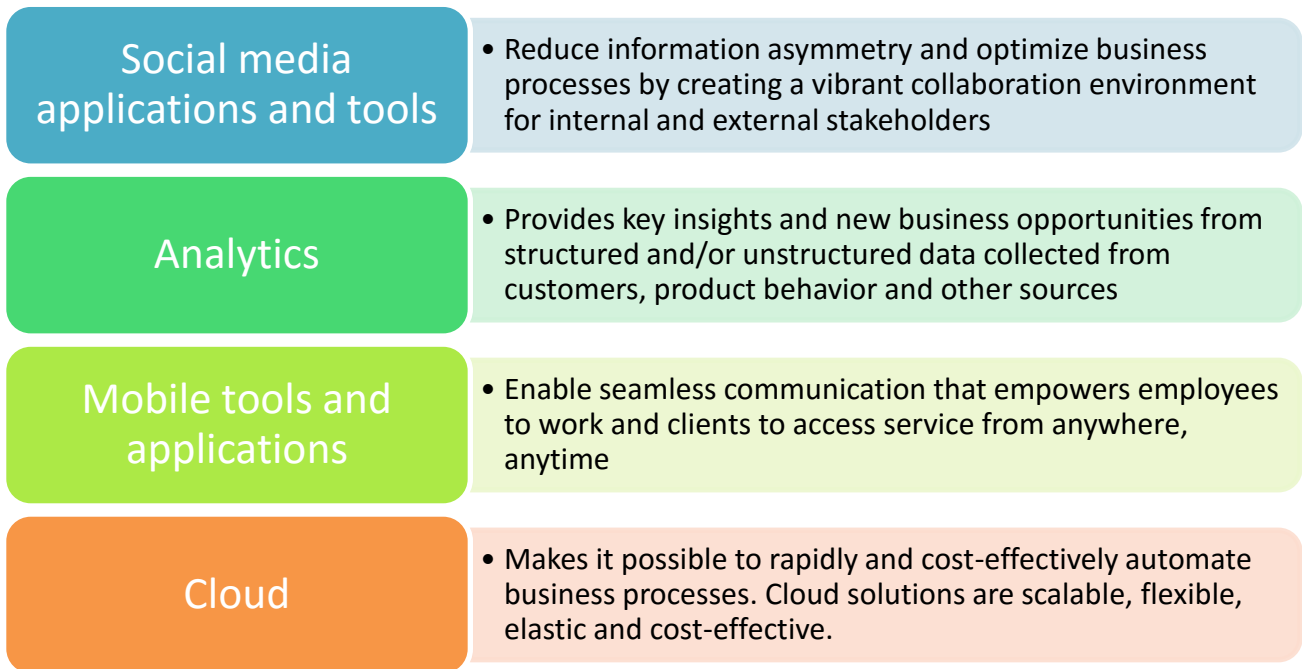 Social media
applications and tools
• Reduce information asymmetry and optimize business
processes by creating a vibrant collaboration environment
for internal and external stakeholders
Analytics
• Provides key insights and new business opportunities from
structured and/or unstructured data collected from
customers, product behavior and other sources
Mobile tools and
applications
• Enable seamless communication that empowers employees
to work and clients to access service from anywhere,
anytime
Cloud
• Makes it possible to rapidly and cost-effectively automate
business processes. Cloud solutions are scalable, flexible,
elastic and cost-effective.